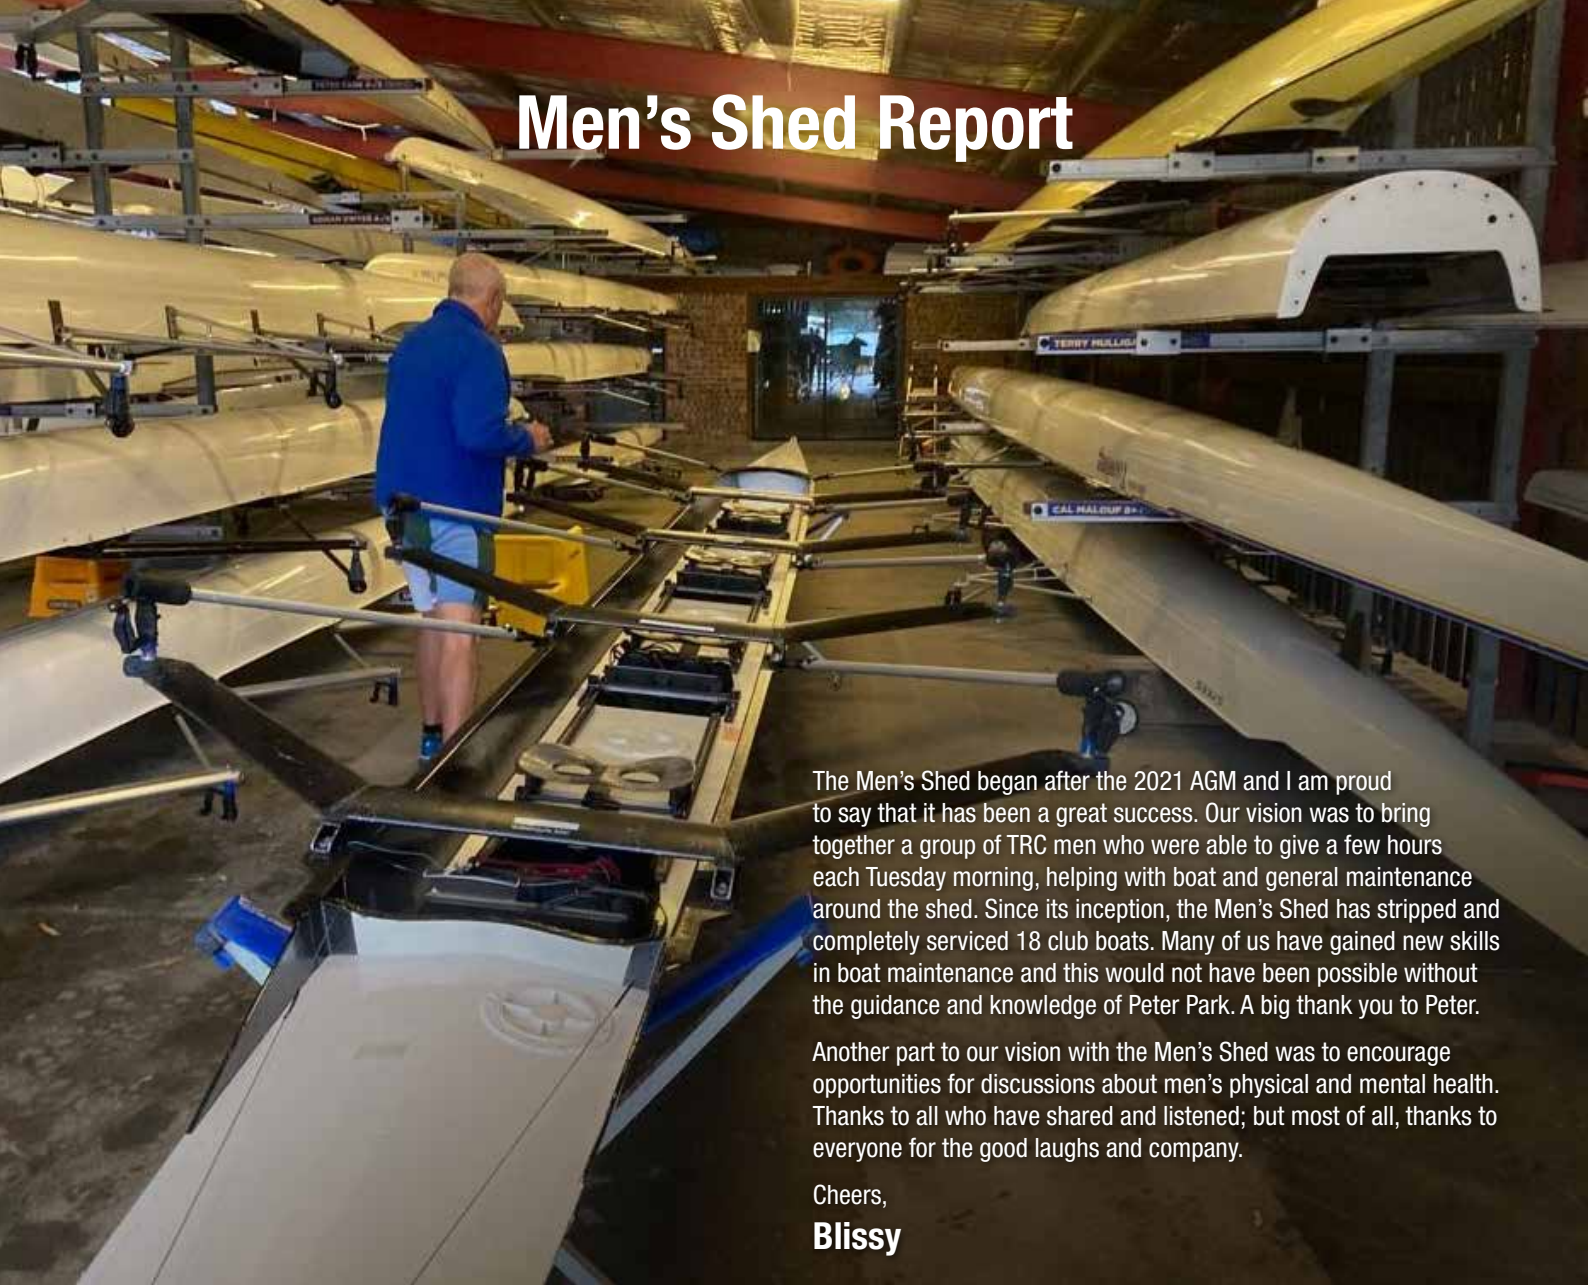 Men's Shed Report
TERRY MULLIGA
CAL MALOUF 8+
The Men's Shed began after the 2021 AGM and I am proud
to say that it has been a great success. Our vision was to bring
together a group of TRC men who were able to give a few hours
each Tuesday morning, helping with boat and general maintenance
around the shed. Since its inception, the Men's Shed has stripped and
completely serviced 18 club boats. Many of us have gained new skills
in boat maintenance and this would not have been possible without
the guidance and knowledge of Peter Park. A big thank you to Peter.
Another part to our vision with the Men's Shed was to encourage
opportunities for discussions about men's physical and mental health.
Thanks to all who have shared and listened; but most of all, thanks to
everyone for the good laughs and company.
Cheers,
Blissy